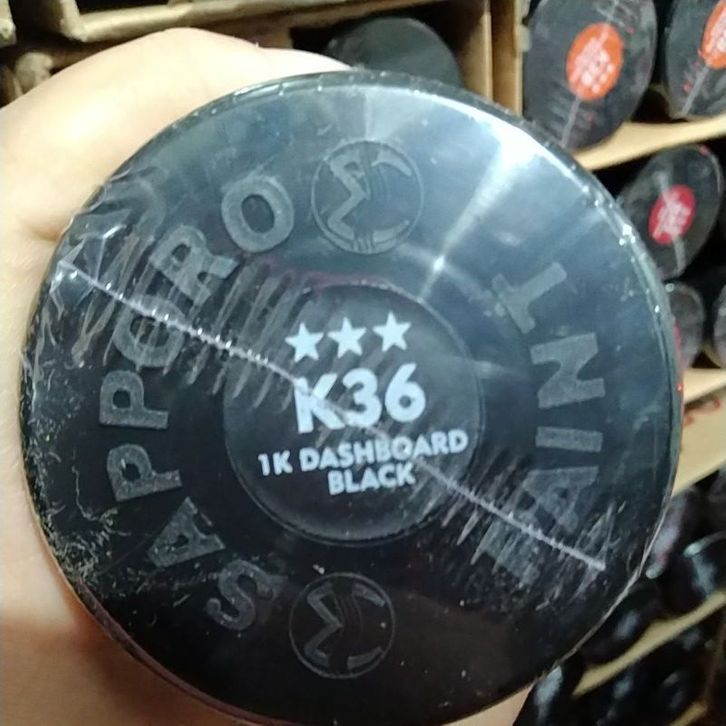 SAPPORO
PAINT
★★★
K36
1K DASHBOARD
BLACK